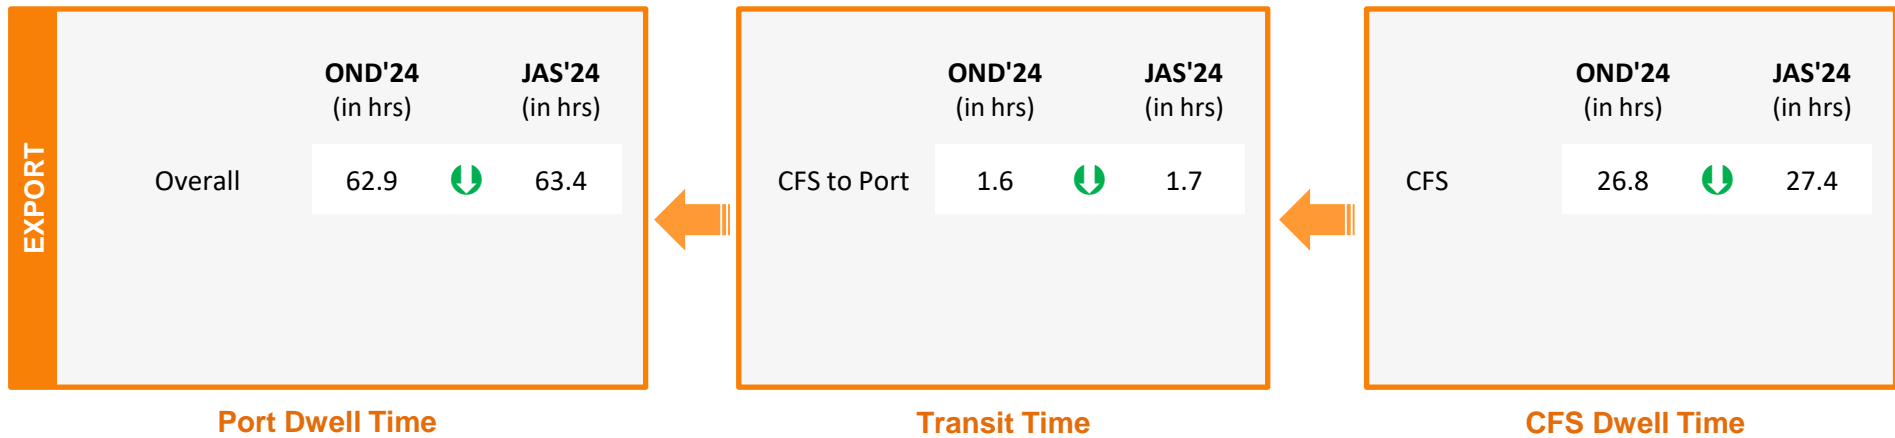 EXPORT
OND'24 JAS'24
(in hrs) (in hrs)
Overall 62.9 63.4
Port Dwell Time
OND'24 JAS'24
(in hrs) (in hrs)
CFS to Port 1.6 1.7
Transit Time
OND'24 JAS'24
(in hrs) (in hrs)
CFS 26.8 27.4
CFS Dwell Time